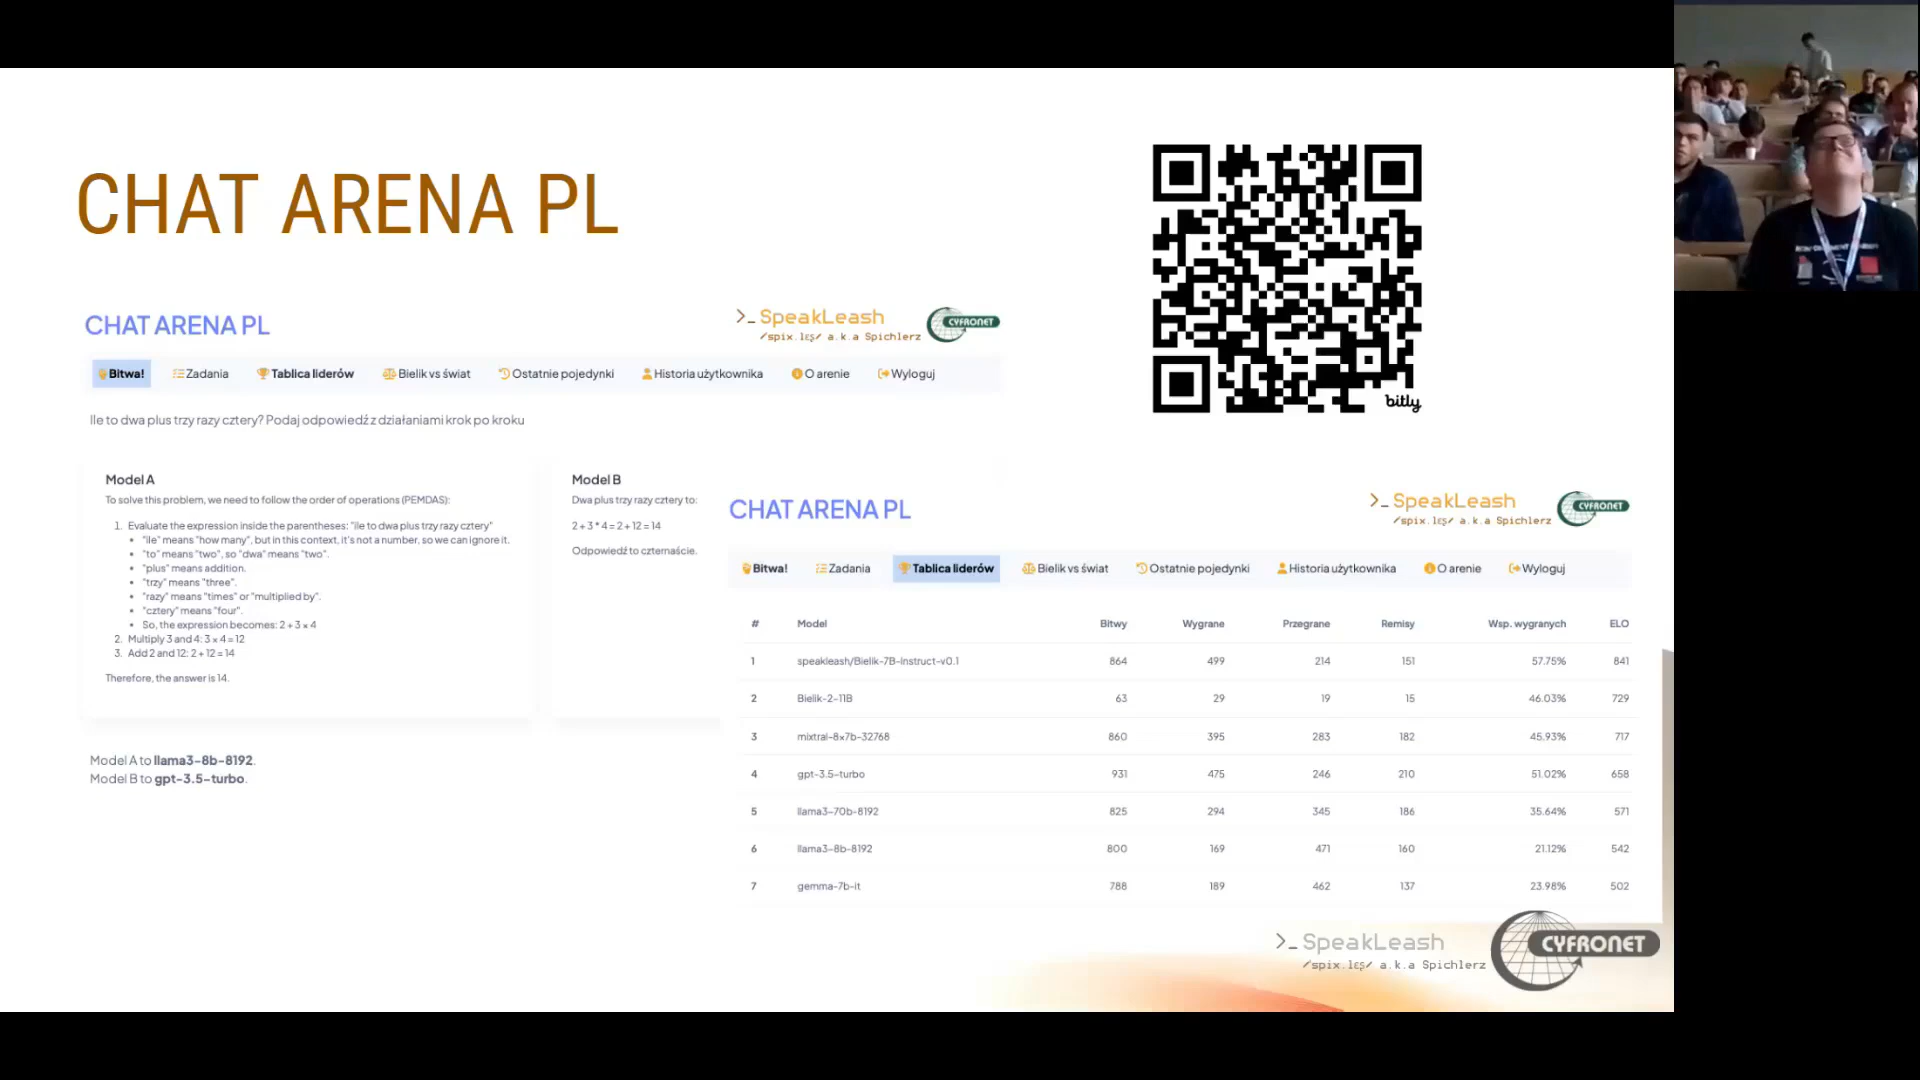 CHAT ARENA PL
bitly
CHAT ARENA PL
>_ SpeakLeash
/spix.lɛʂ/ a.k.a Spichlerz
CYFRONET
Bitwa! Zadania Tablica liderów Bielik vs świat Ostatnie pojedynki Historia użytkownika O arenie Wyloguj
Ile to dwa plus trzy razy cztery? Podaj odpowiedź z działaniami krok po kroku
Model A
To solve this problem, we need to follow the order of operations (PEMDAS):
1. Evaluate the expression inside the parentheses: "ile to dwa plus trzy razy cztery"
• "ile" means "how many", but in this context, it's not a number, so we can ignore it.
• "to" means "two", so "dwa" means "two".
• "plus" means addition.
• "trzy" means "three".
• "razy" means "times" or "multiplied by".
• "cztery" means "four".
• So, the expression becomes: 2 + 3 × 4
2. Multiply 3 and 4: 3 × 4 = 12
3. Add 2 and 12: 2 + 12 = 14
Therefore, the answer is 14.
Model B
Dwa plus trzy razy cztery to:
2 + 3 * 4 = 2 + 12 = 14
Odpowiedź to czternaście.
Model A to llama3-8b-8192.
Model B to gpt-3.5-turbo.
CHAT ARENA PL
>_ SpeakLeash
/spix.lɛʂ/ a.k.a Spichlerz
CYFRONET
Bitwa! Zadania Tablica liderów Bielik vs świat Ostatnie pojedynki Historia użytkownika O arenie Wyloguj
# Model Bitwy Wygrane Przegrane Remisy Wsp. wygranych ELO
1 speakleash/Bielik-7B-Instruct-v0.1 864 499 214 151 57.75% 841
2 Bielik-2-11B 63 29 19 15 46.03% 729
3 mixtral-8x7b-32768 860 395 283 182 45.93% 717
4 gpt-3.5-turbo 931 475 246 210 51.02% 658
5 llama3-70b-8192 825 294 345 186 35.64% 571
6 llama3-8b-8192 800 169 471 160 21.12% 542
7 gemma-7b-it 788 189 462 137 23.98% 502
>_ SpeakLeash
/spix.lɛʂ/ a.k.a Spichlerz
CYFRONET